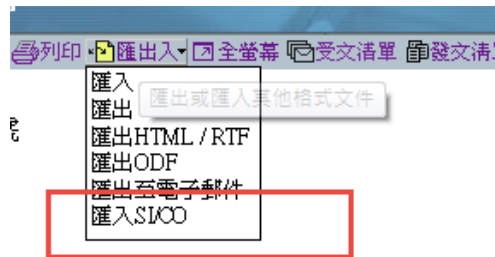 列印 匯出入 全螢幕 受文清單 發文清單
匯入
匯出或匯入其他格式文件
匯出
匯出HTML / RTF
匯出ODF
匯出至電子郵件
匯入SI/CO